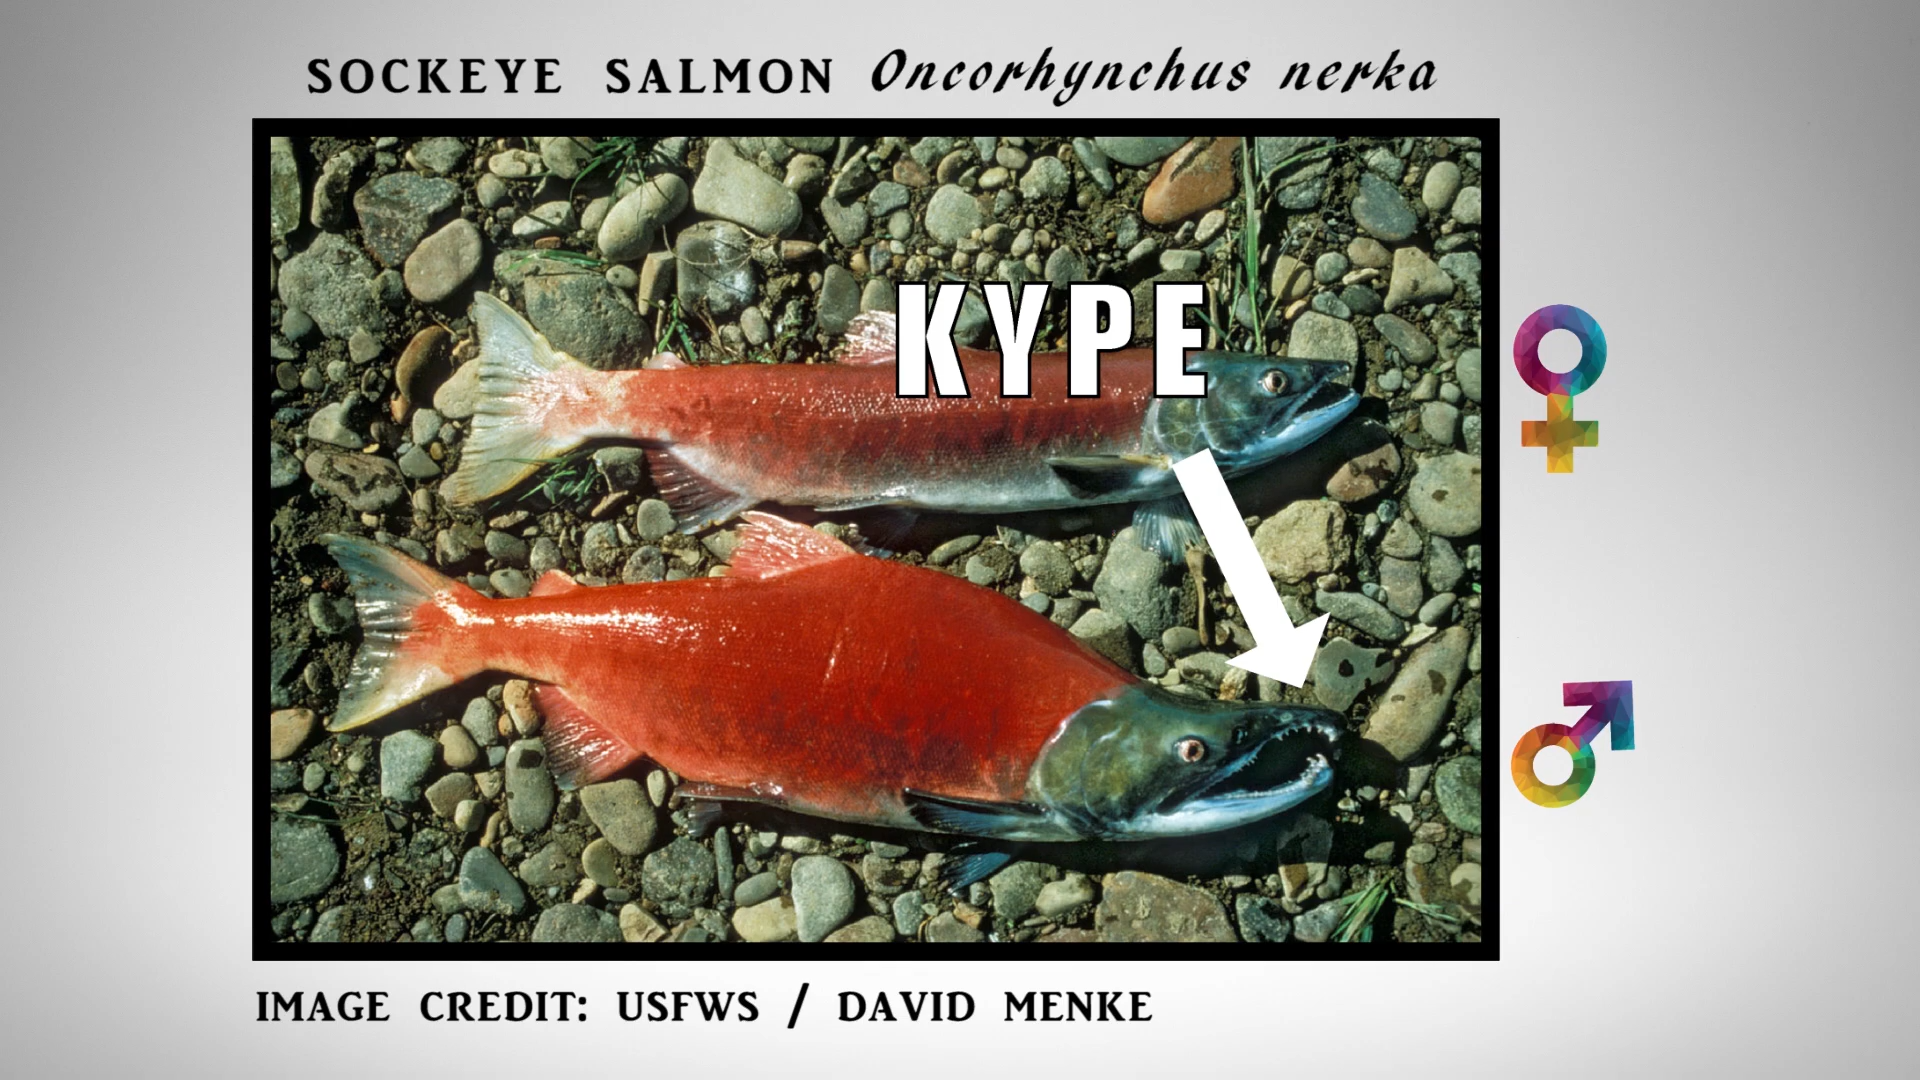 SOCKEYE SALMON Oncorhynchus nerka
KYPE
IMAGE CREDIT: USFWS / DAVID MENKE